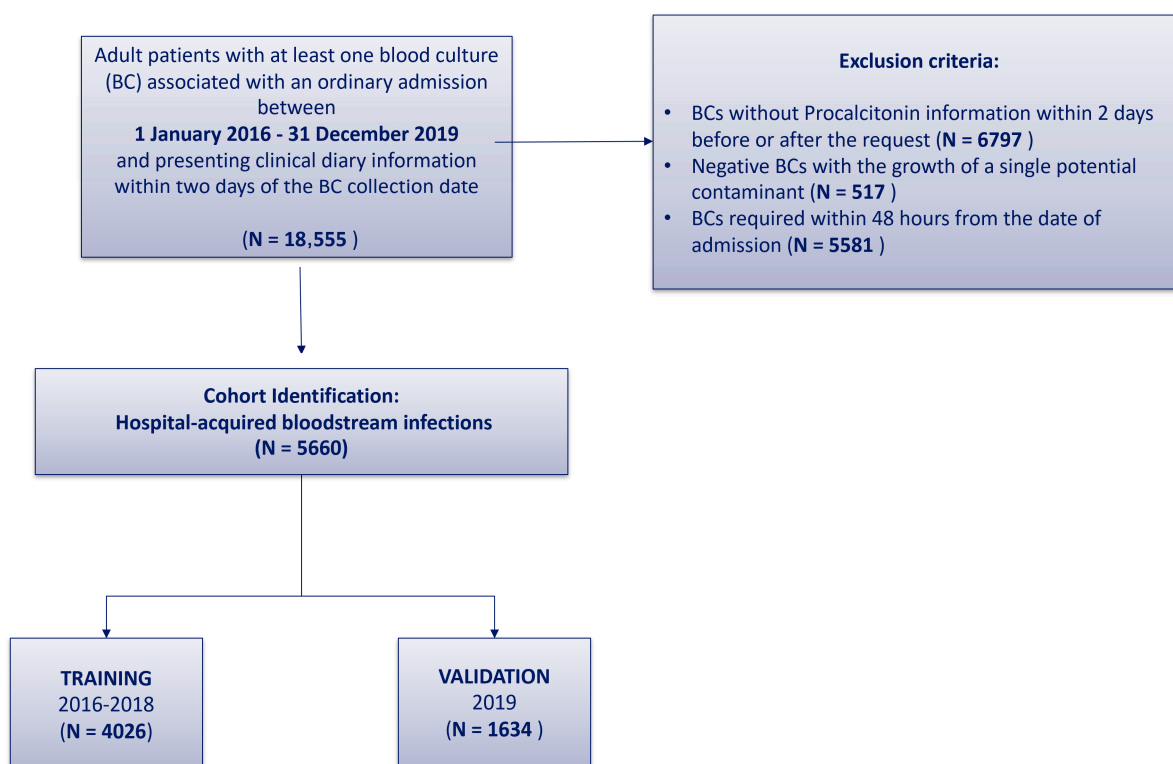 Adult patients with at least one blood culture
(BC) associated with an ordinary admission
between
1 January 2016 - 31 December 2019
and presenting clinical diary information
within two days of the BC collection date
(N = 18,555 )
Exclusion criteria:
• BCs without Procalcitonin information within 2 days
before or after the request (N = 6797 )
• Negative BCs with the growth of a single potential
contaminant (N = 517 )
• BCs required within 48 hours from the date of
admission (N = 5581 )
Cohort Identification:
Hospital-acquired bloodstream infections
(N = 5660)
TRAINING
2016-2018
(N = 4026)
VALIDATION
2019
(N = 1634 )